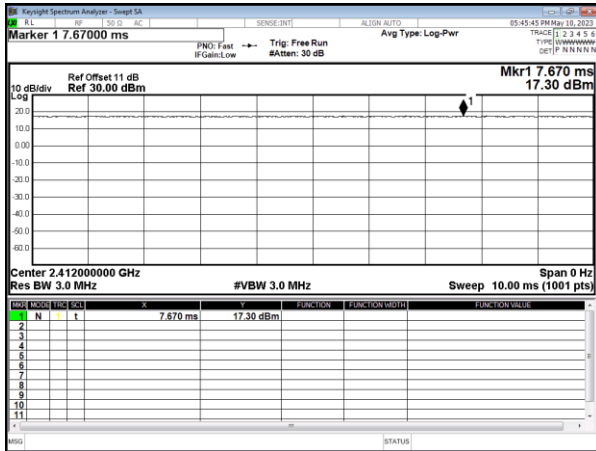 Keysight Spectrum Analyzer - Swept SA
RL RF 50 Ω AC SENSE:INT ALIGN AUTO 05:45:45 PM May 10, 2023
Marker 1 7.67000 ms
PNO: Fast
IFGain:Low
Trig: Free Run
#Atten: 30 dB
Avg Type: Log-Pwr
TRACE 1 2 3 4 5 6
TYPE WWWWWW
DET P NNNNN
Ref Offset 11 dB
10 dB/div Ref 30.00 dBm
Log
Mkr1 7.670 ms
17.30 dBm
1
20.0
10.0
0.00
-10.0
-20.0
-30.0
-40.0
-50.0
-60.0
Center 2.412000000 GHz Span 0 Hz
Res BW 3.0 MHz #VBW 3.0 MHz Sweep 10.00 ms (1001 pts)
MKR MODE TRC SCL X Y FUNCTION FUNCTION WIDTH FUNCTION VALUE
1 N 1 t 7.670 ms 17.30 dBm
2
3
4
5
6
7
8
9
10
11
MSG STATUS